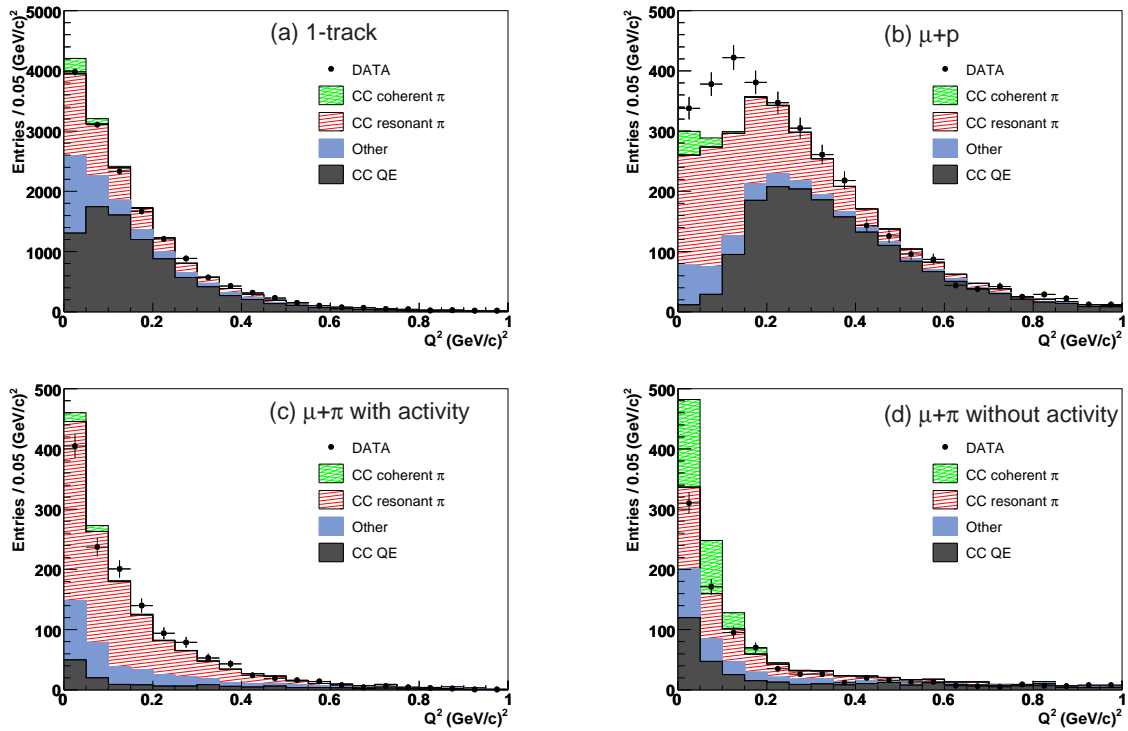 (a) 1-track
Entries / 0.05 (GeV/c)²
5000
4000
3000
2000
1000
0
DATA
CC coherent π
CC resonant π
Other
CC QE
0 0.2 0.4 0.6 0.8 1
Q² (GeV/c)²
(b) μ+p
Entries / 0.05 (GeV/c)²
500
400
300
200
100
0
DATA
CC coherent π
CC resonant π
Other
CC QE
0 0.2 0.4 0.6 0.8 1
Q² (GeV/c)²
(c) μ+π with activity
Entries / 0.05 (GeV/c)²
500
400
300
200
100
0
DATA
CC coherent π
CC resonant π
Other
CC QE
0 0.2 0.4 0.6 0.8 1
Q² (GeV/c)²
(d) μ+π without activity
Entries / 0.05 (GeV/c)²
500
400
300
200
100
0
DATA
CC coherent π
CC resonant π
Other
CC QE
0 0.2 0.4 0.6 0.8 1
Q² (GeV/c)²